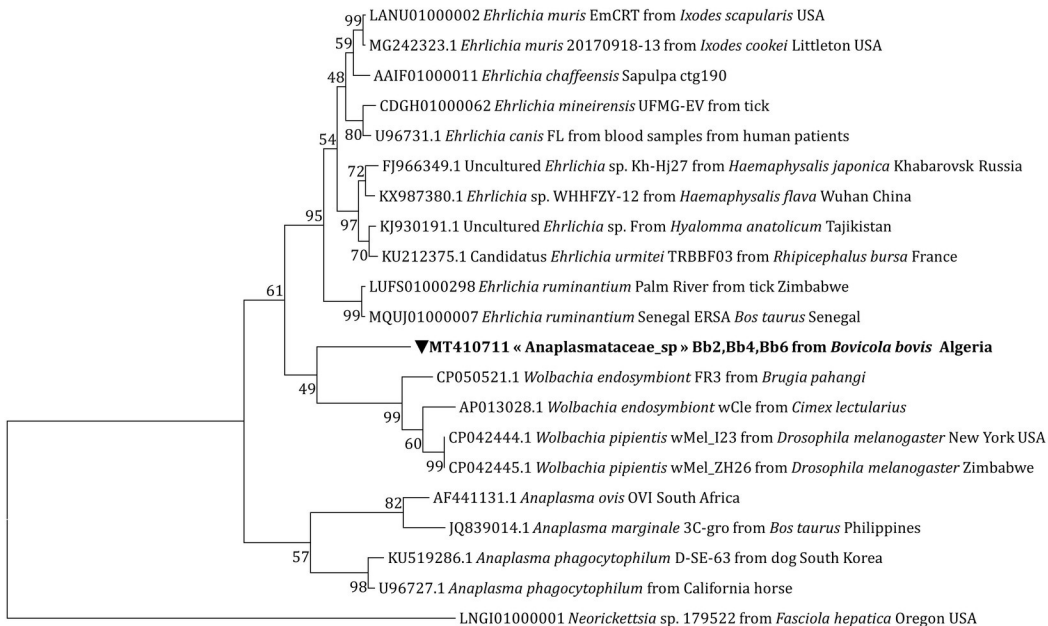 99 LANU01000002 Ehrlichia muris EmCRT from Ixodes scapularis USA
59 MG242323.1 Ehrlichia muris 20170918-13 from Ixodes cookei Littleton USA
48 AAIF01000011 Ehrlichia chaffeensis Sapulpa ctg190
CDGH01000062 Ehrlichia mineirensis UFMG-EV from tick
54 80 U96731.1 Ehrlichia canis FL from blood samples from human patients
72 FJ966349.1 Uncultured Ehrlichia sp. Kh-Hj27 from Haemaphysalis japonica Khabarovsk Russia
KX987380.1 Ehrlichia sp. WHHFZY-12 from Haemaphysalis flava Wuhan China
95 97 KJ930191.1 Uncultured Ehrlichia sp. From Hyalomma anatolicum Tajikistan
70 KU212375.1 Candidatus Ehrlichia urmitei TRBBF03 from Rhipicephalus bursa France
61 LUFS01000298 Ehrlichia ruminantium Palm River from tick Zimbabwe
99 MQUJ01000007 Ehrlichia ruminantium Senegal ERSA Bos taurus Senegal
▼MT410711 « Anaplasmataceae_sp » Bb2,Bb4,Bb6 from Bovicola bovis Algeria
49 CP050521.1 Wolbachia endosymbiont FR3 from Brugia pahangi
99 AP013028.1 Wolbachia endosymbiont wCle from Cimex lectularius
60 CP042444.1 Wolbachia pipientis wMel_I23 from Drosophila melanogaster New York USA
99 CP042445.1 Wolbachia pipientis wMel_ZH26 from Drosophila melanogaster Zimbabwe
82 AF441131.1 Anaplasma ovis OVI South Africa
JQ839014.1 Anaplasma marginale 3C-gro from Bos taurus Philippines
57 KU519286.1 Anaplasma phagocytophilum D-SE-63 from dog South Korea
98 U96727.1 Anaplasma phagocytophilum from California horse
LNGI01000001 Neorickettsia sp. 179522 from Fasciola hepatica Oregon USA